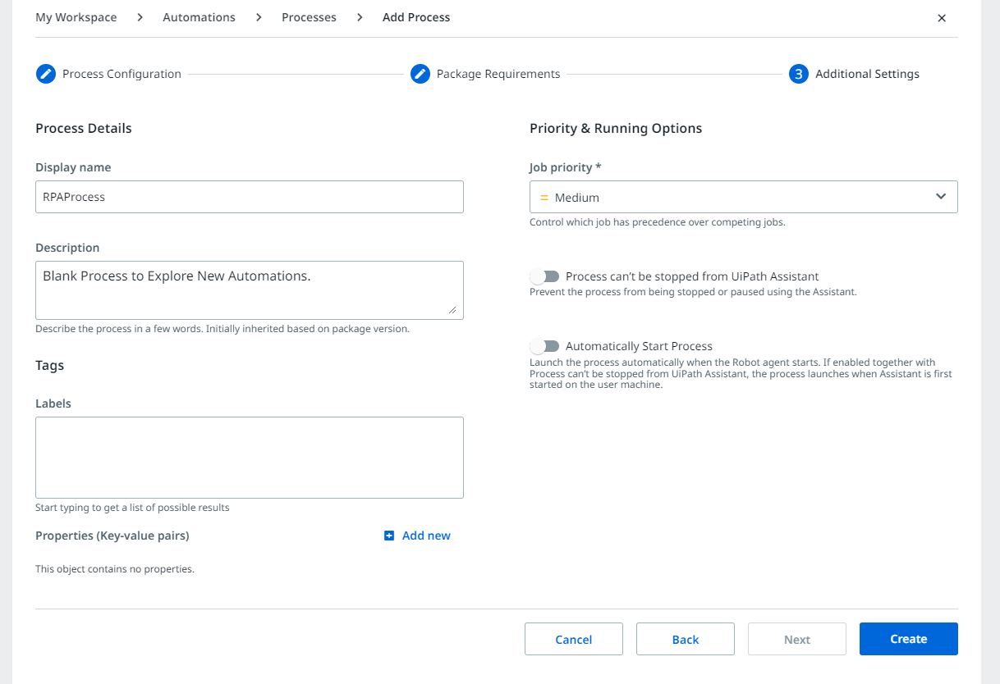 My Workspace > Automations > Processes > Add Process
Process Configuration
Package Requirements
3 Additional Settings
Process Details
Display name
RPAProcess
Description
Blank Process to Explore New Automations.
Describe the process in a few words. Initially inherited based on package version.
Tags
Labels
Start typing to get a list of possible results
Properties (Key-value pairs)
Add new
This object contains no properties.
Priority & Running Options
Job priority *
= Medium
Control which job has precedence over competing jobs.
Process can't be stopped from UiPath Assistant
Prevent the process from being stopped or paused using the Assistant.
Automatically Start Process
Launch the process automatically when the Robot agent starts. If enabled together with
Process can't be stopped from UiPath Assistant, the process launches when Assistant is first
started on the user machine.
Cancel
Back
Next
Create